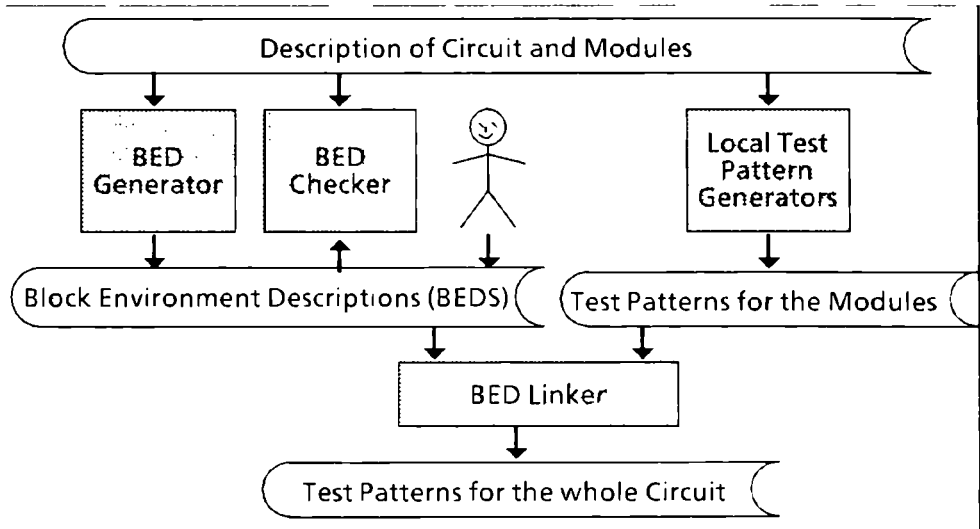 Description of Circuit and Modules
BED
Generator
BED
Checker
Local Test
Pattern
Generators
Block Environment Descriptions (BEDS)
Test Patterns for the Modules
BED Linker
Test Patterns for the whole Circuit